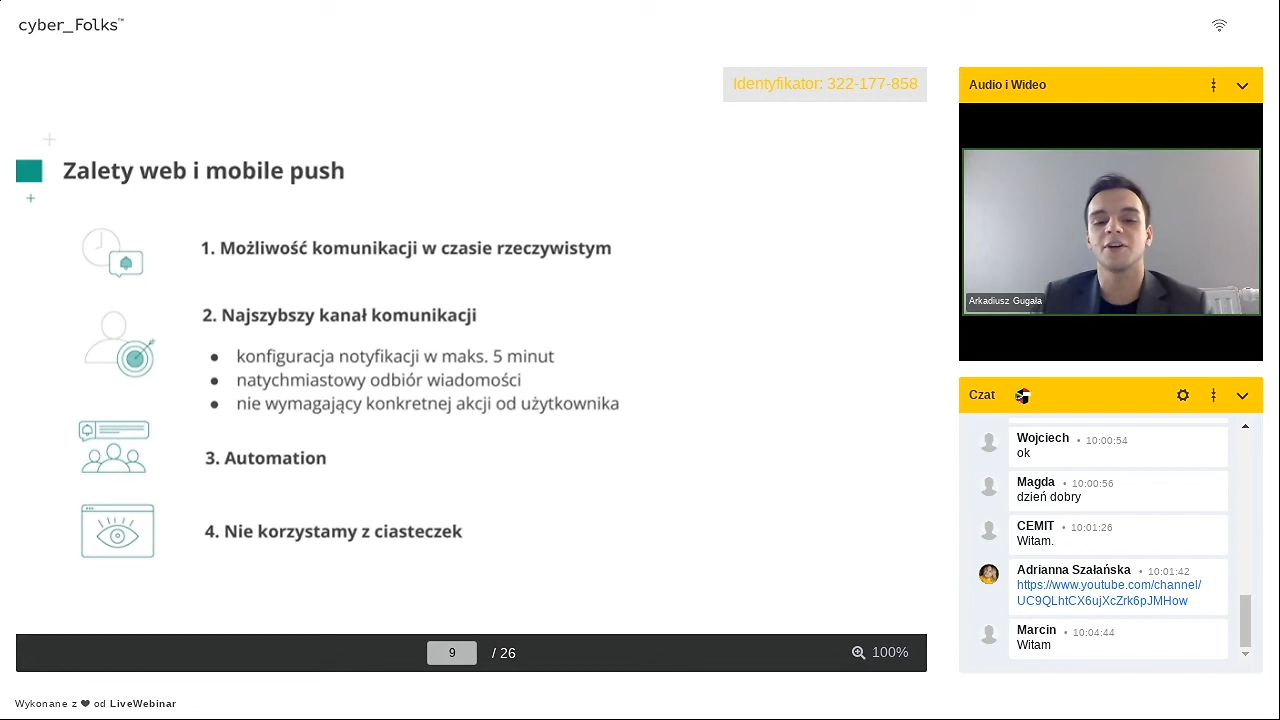 cyber_Folks™
Identyfikator: 322-177-858
Zalety web i mobile push
1. Możliwość komunikacji w czasie rzeczywistym
2. Najszybszy kanał komunikacji
● konfiguracja notyfikacji w maks. 5 minut
● natychmiastowy odbiór wiadomości
● nie wymagający konkretnej akcji od użytkownika
3. Automation
4. Nie korzystamy z ciasteczek
9 / 26
100%
Audio i Wideo
Arkadiusz Gugała
Czat
Wojciech • 10:00:54
ok
Magda • 10:00:56
dzień dobry
CEMIT • 10:01:26
Witam.
Adrianna Szałańska • 10:01:42
https://www.youtube.com/channel/
UC9QLhtCX6ujXcZrk6pJMHow
Marcin • 10:04:44
Witam
Wykonane z ❤ od LiveWebinar